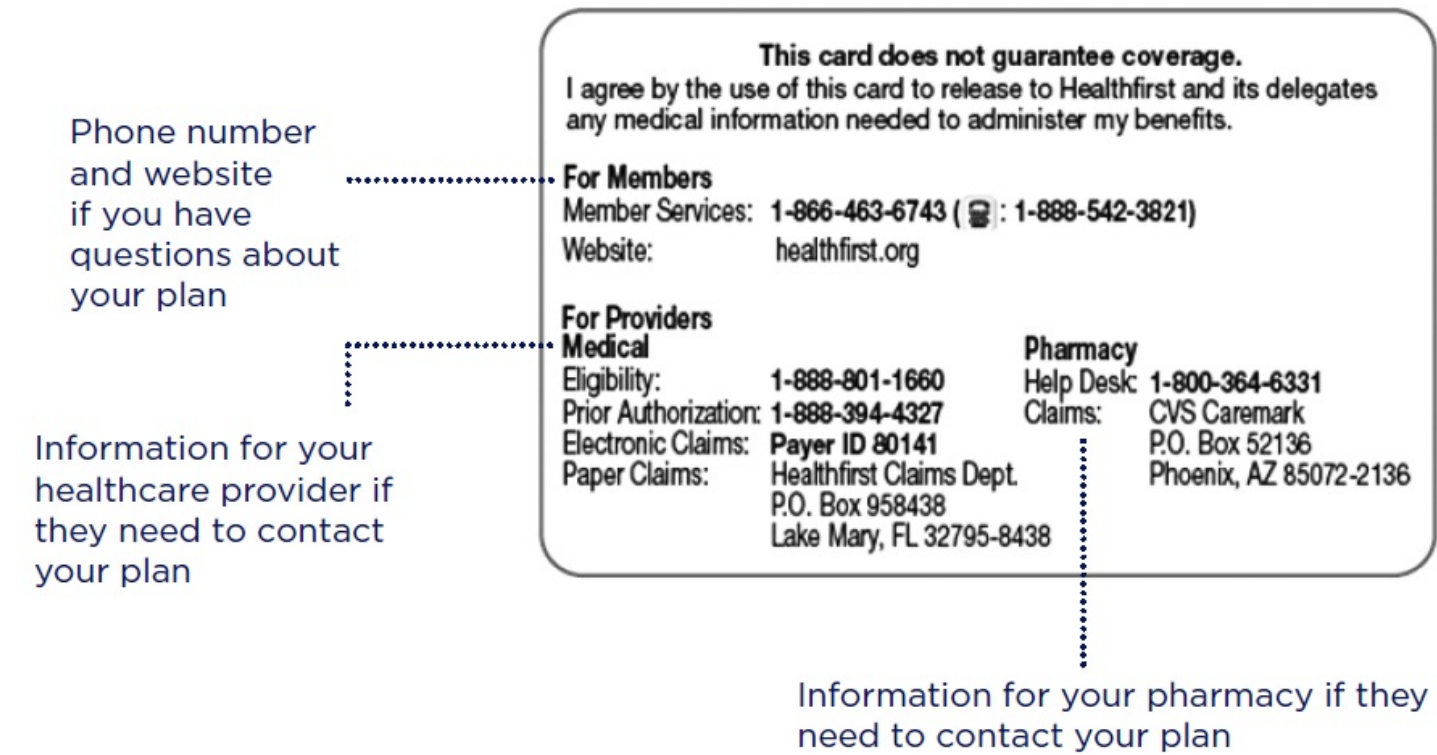 This card does not guarantee coverage.
I agree by the use of this card to release to Healthfirst and its delegates
any medical information needed to administer my benefits.
Phone number
and website
if you have
questions about
your plan
For Members
Member Services: 1-866-463-6743 ( : 1-888-542-3821)
Website: healthfirst.org
Information for your
healthcare provider if
they need to contact
your plan
For Providers
Medical
Eligibility: 1-888-801-1660
Prior Authorization: 1-888-394-4327
Electronic Claims: Payer ID 80141
Paper Claims: Healthfirst Claims Dept.
P.O. Box 958438
Lake Mary, FL 32795-8438
Pharmacy
Help Desk: 1-800-364-6331
Claims: CVS Caremark
P.O. Box 52136
Phoenix, AZ 85072-2136
Information for your pharmacy if they
need to contact your plan